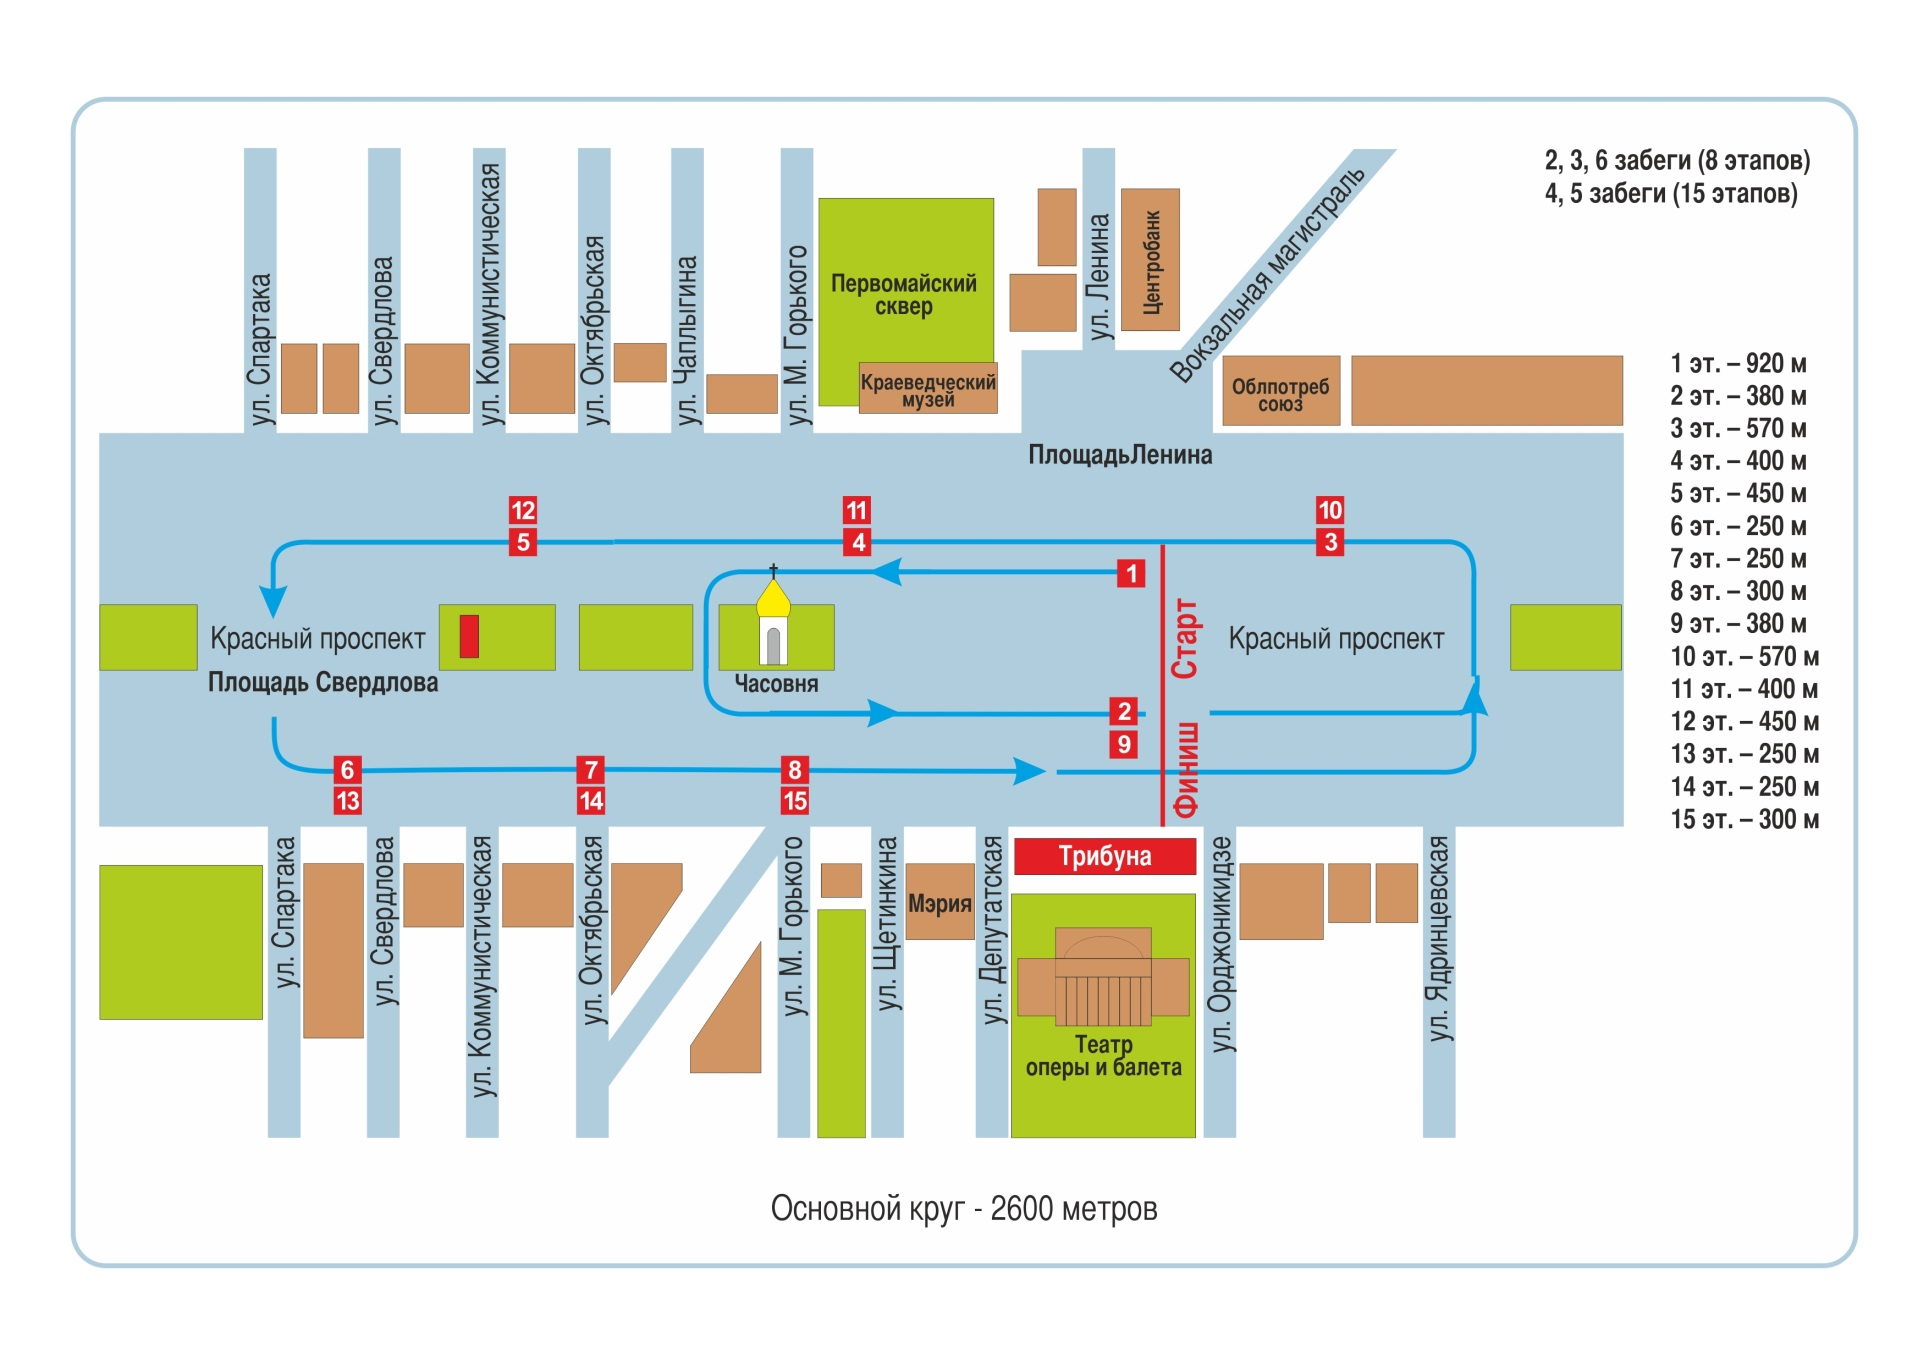 2, 3, 6 забеги (8 этапов)
4, 5 забеги (15 этапов)
ул. Спартака
ул. Свердлова
ул. Коммунистическая
ул. Октябрьская
ул. Чаплыгина
ул. М. Горького
Первомайский
сквер
Краеведческий
музей
ул. Ленина
Центробанк
Вокзальная магистраль
Облпотреб
союз
ПлощадьЛенина
1 эт. – 920 м
2 эт. – 380 м
3 эт. – 570 м
4 эт. – 400 м
5 эт. – 450 м
6 эт. – 250 м
7 эт. – 250 м
8 эт. – 300 м
9 эт. – 380 м
10 эт. – 570 м
11 эт. – 400 м
12 эт. – 450 м
13 эт. – 250 м
14 эт. – 250 м
15 эт. – 300 м
12
11
10
5
4
3
1
Красный проспект
Площадь Свердлова
Часовня
Старт
Красный проспект
2
9
Финиш
6
7
8
13
14
15
ул. Спартака
ул. Свердлова
ул. Коммунистическая
ул. Октябрьская
ул. М. Горького
ул. Щетинкина
Мэрия
ул. Депутатская
Трибуна
Театр
оперы и балета
ул. Орджоникидзе
ул. Ядринцевская
Основной круг - 2600 метров